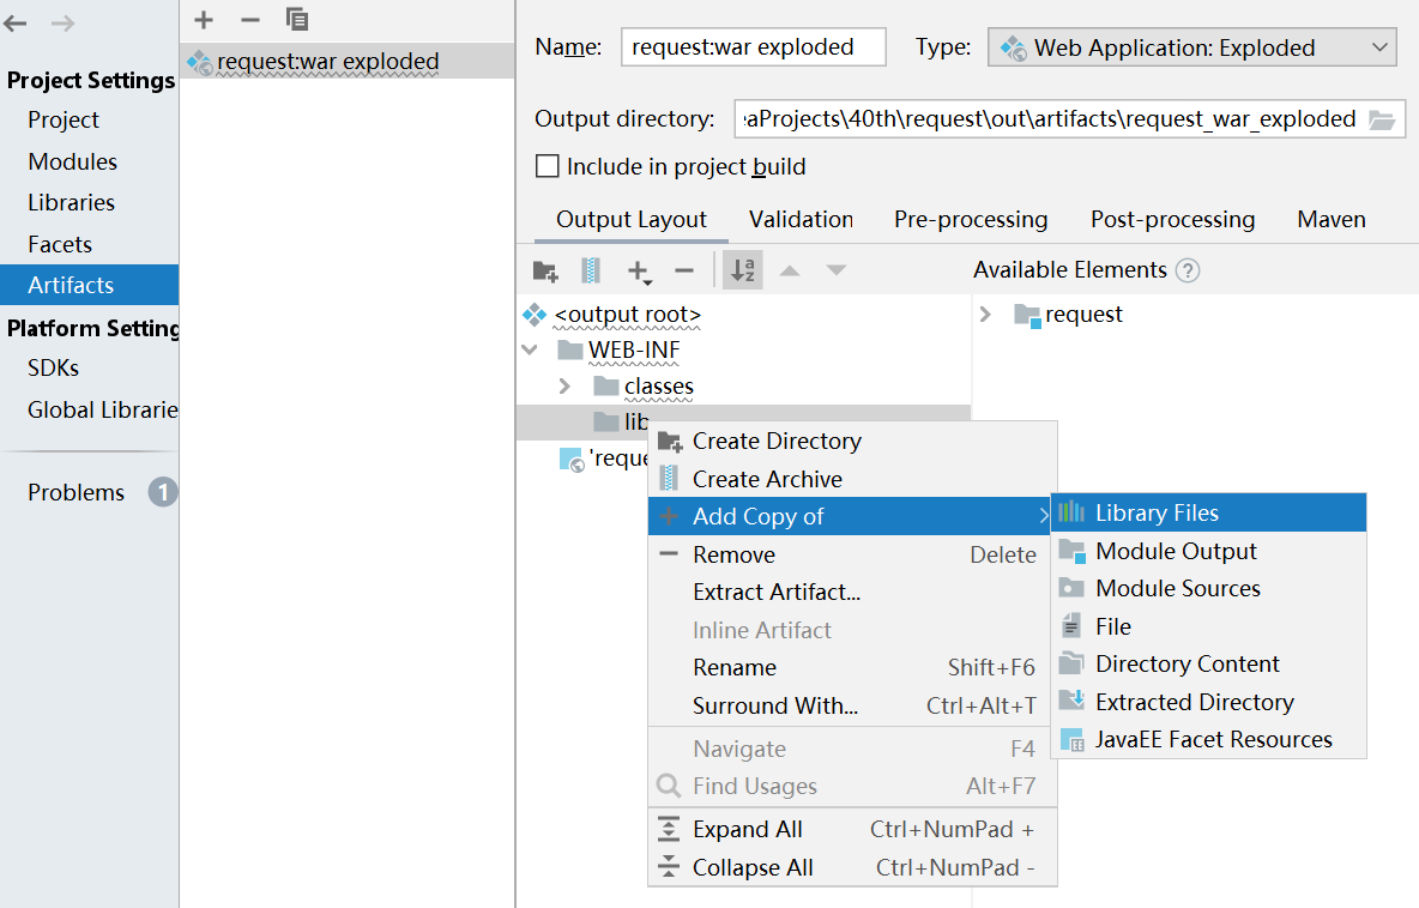 Project Settings
Project
Modules
Libraries
Facets
Artifacts
Platform Setting
SDKs
Global Librarie
Problems 1
request:war exploded
Name: request:war exploded Type: Web Application: Exploded
Output directory: aProjects\40th\request\out\artifacts\request_war_exploded
Include in project build
Output Layout Validation Pre-processing Post-processing Maven
Available Elements ?
<output root>
WEB-INF
classes
lib
'reque
request
Create Directory
Create Archive
Add Copy of
Remove Delete
Extract Artifact...
Inline Artifact
Rename Shift+F6
Surround With... Ctrl+Alt+T
Navigate F4
Find Usages Alt+F7
Expand All Ctrl+NumPad +
Collapse All Ctrl+NumPad -
Library Files
Module Output
Module Sources
File
Directory Content
Extracted Directory
JavaEE Facet Resources